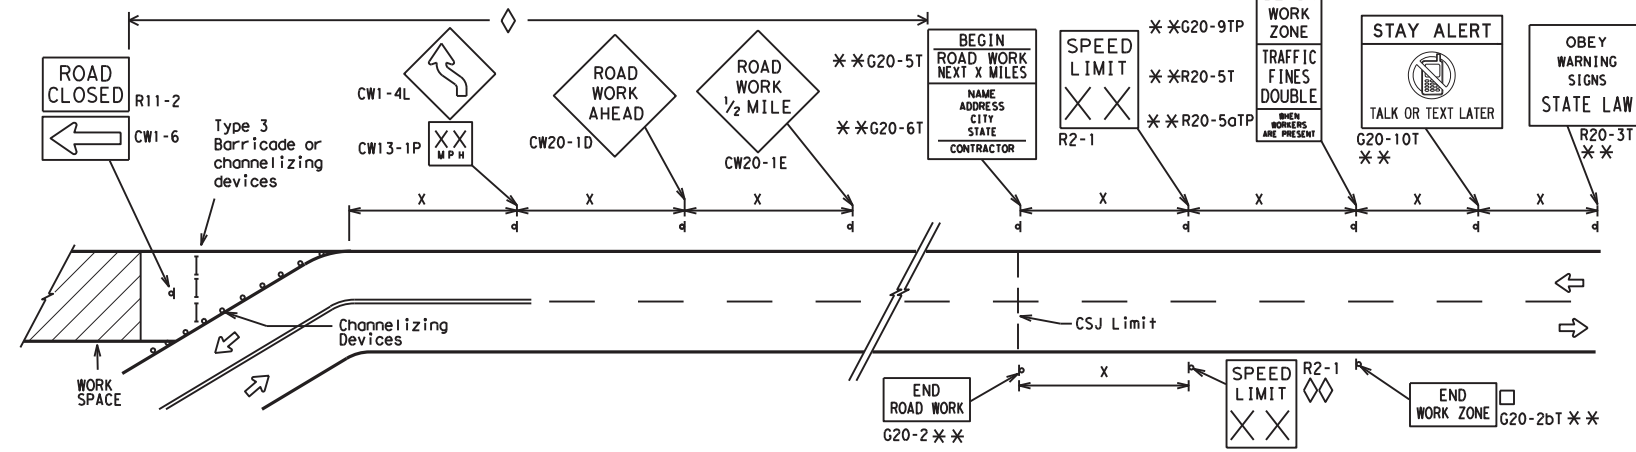 ROAD
CLOSED
R11-2
CW1-6
Type 3
Barricade or
channelizing
devices
CW1-4L
XX
MPH
CW13-1P
ROAD
WORK
AHEAD
CW20-1D
ROAD
WORK
1/2 MILE
CW20-1E
**G20-5T
**G20-6T
BEGIN
ROAD WORK
NEXT X MILES
NAME
ADDRESS
CITY
STATE
CONTRACTOR
SPEED
LIMIT
XX
R2-1
**G20-9TP
**R20-5T
**R20-5aTP
WORK
ZONE
TRAFFIC
FINES
DOUBLE
WHEN
WORKERS
ARE PRESENT
STAY ALERT
TALK OR TEXT LATER
G20-10T
**
OBEY
WARNING
SIGNS
STATE LAW
R20-3T
**
X
X
X
X
X
X
X
Channelizing
Devices
CSJ Limit
WORK
SPACE
END
ROAD WORK
G20-2 **
X
SPEED
LIMIT
XX
R2-1
END
WORK ZONE
G20-2bT **